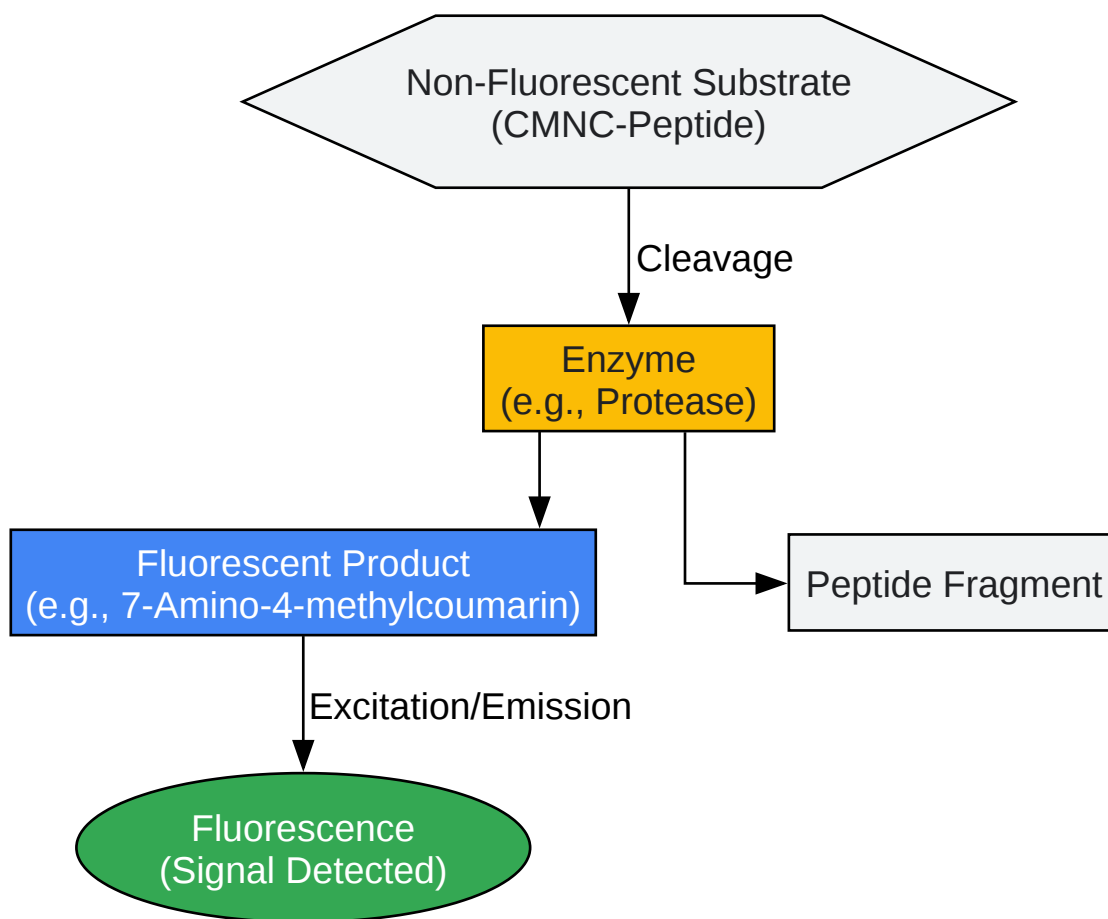 Non-Fluorescent Substrate
(CMNC-Peptide)
Cleavage
Enzyme
(e.g., Protease)
Fluorescent Product
(e.g., 7-Amino-4-methylcoumarin)
Peptide Fragment
Excitation/Emission
Fluorescence
(Signal Detected)